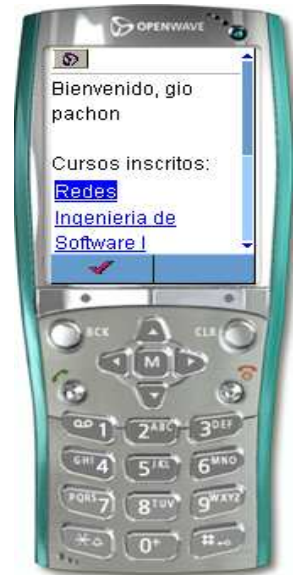 OPENWAVE
Bienvenido, gio
pachon
Cursos inscritos:
Redes
Ingenieria de
Software I
BCK
CLR
M
1
2ABC
3DEF
GHI4
5JKL
6MNO
PQRS7
8TUV
9WXYZ
0+
#